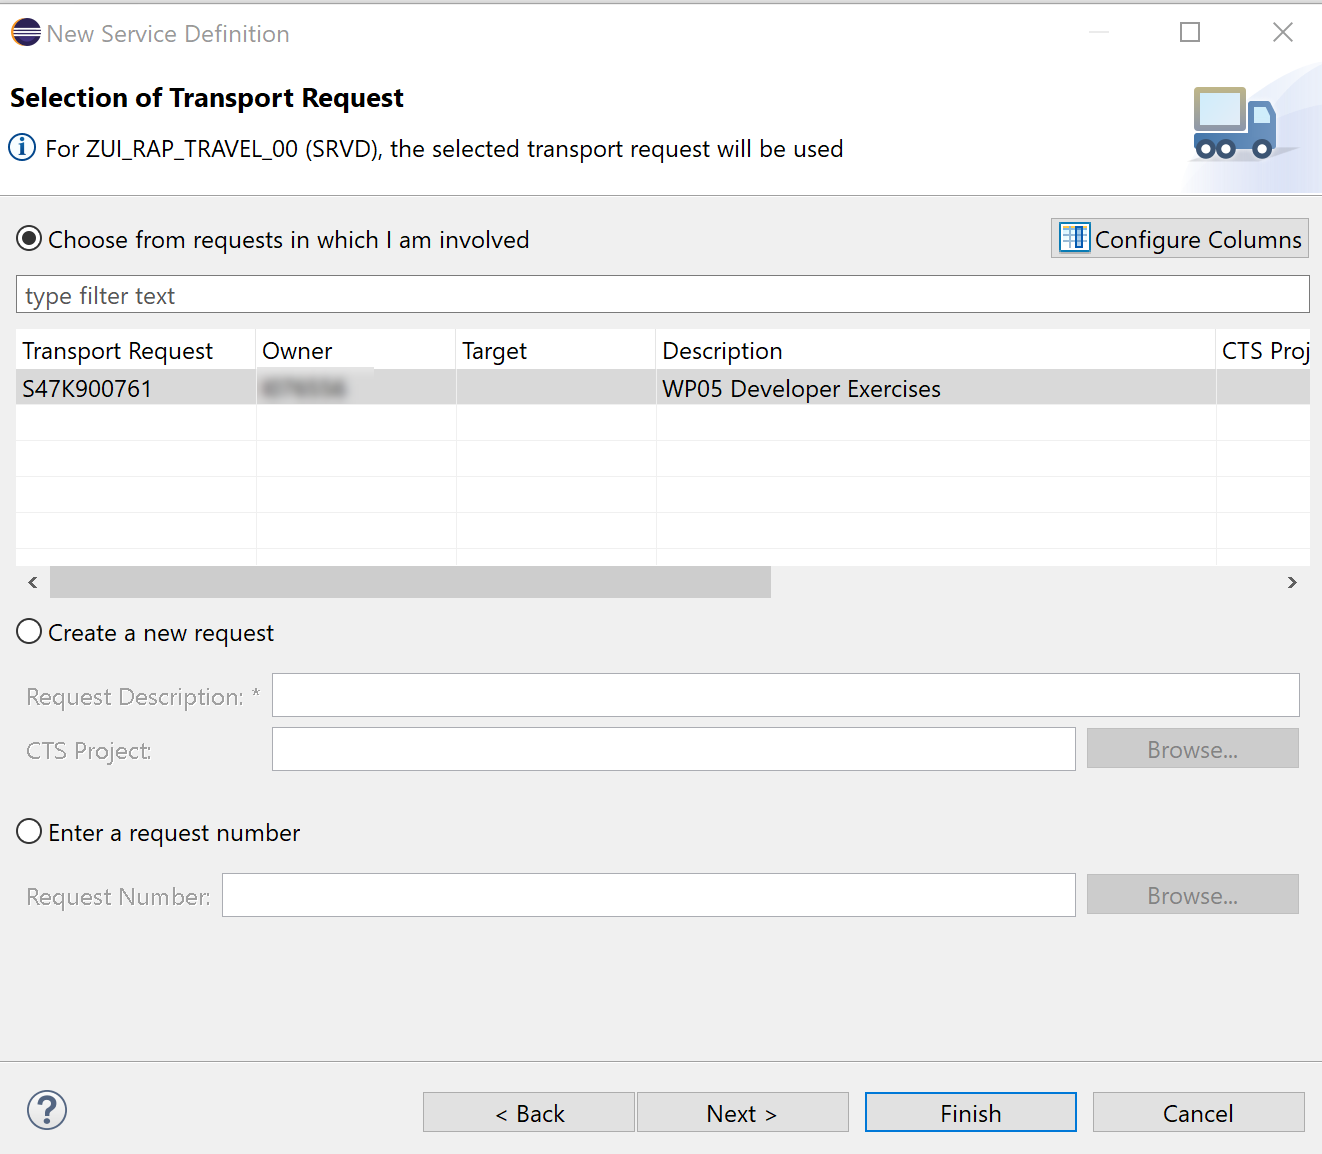 New Service Definition
Selection of Transport Request
For ZUI_RAP_TRAVEL_00 (SRVD), the selected transport request will be used
Choose from requests in which I am involved
Configure Columns
type filter text
Transport Request Owner Target Description CTS Proj
S47K900761 WP05 Developer Exercises
Create a new request
Request Description: *
CTS Project:
Browse...
Enter a request number
Request Number:
Browse...
? < Back Next > Finish Cancel